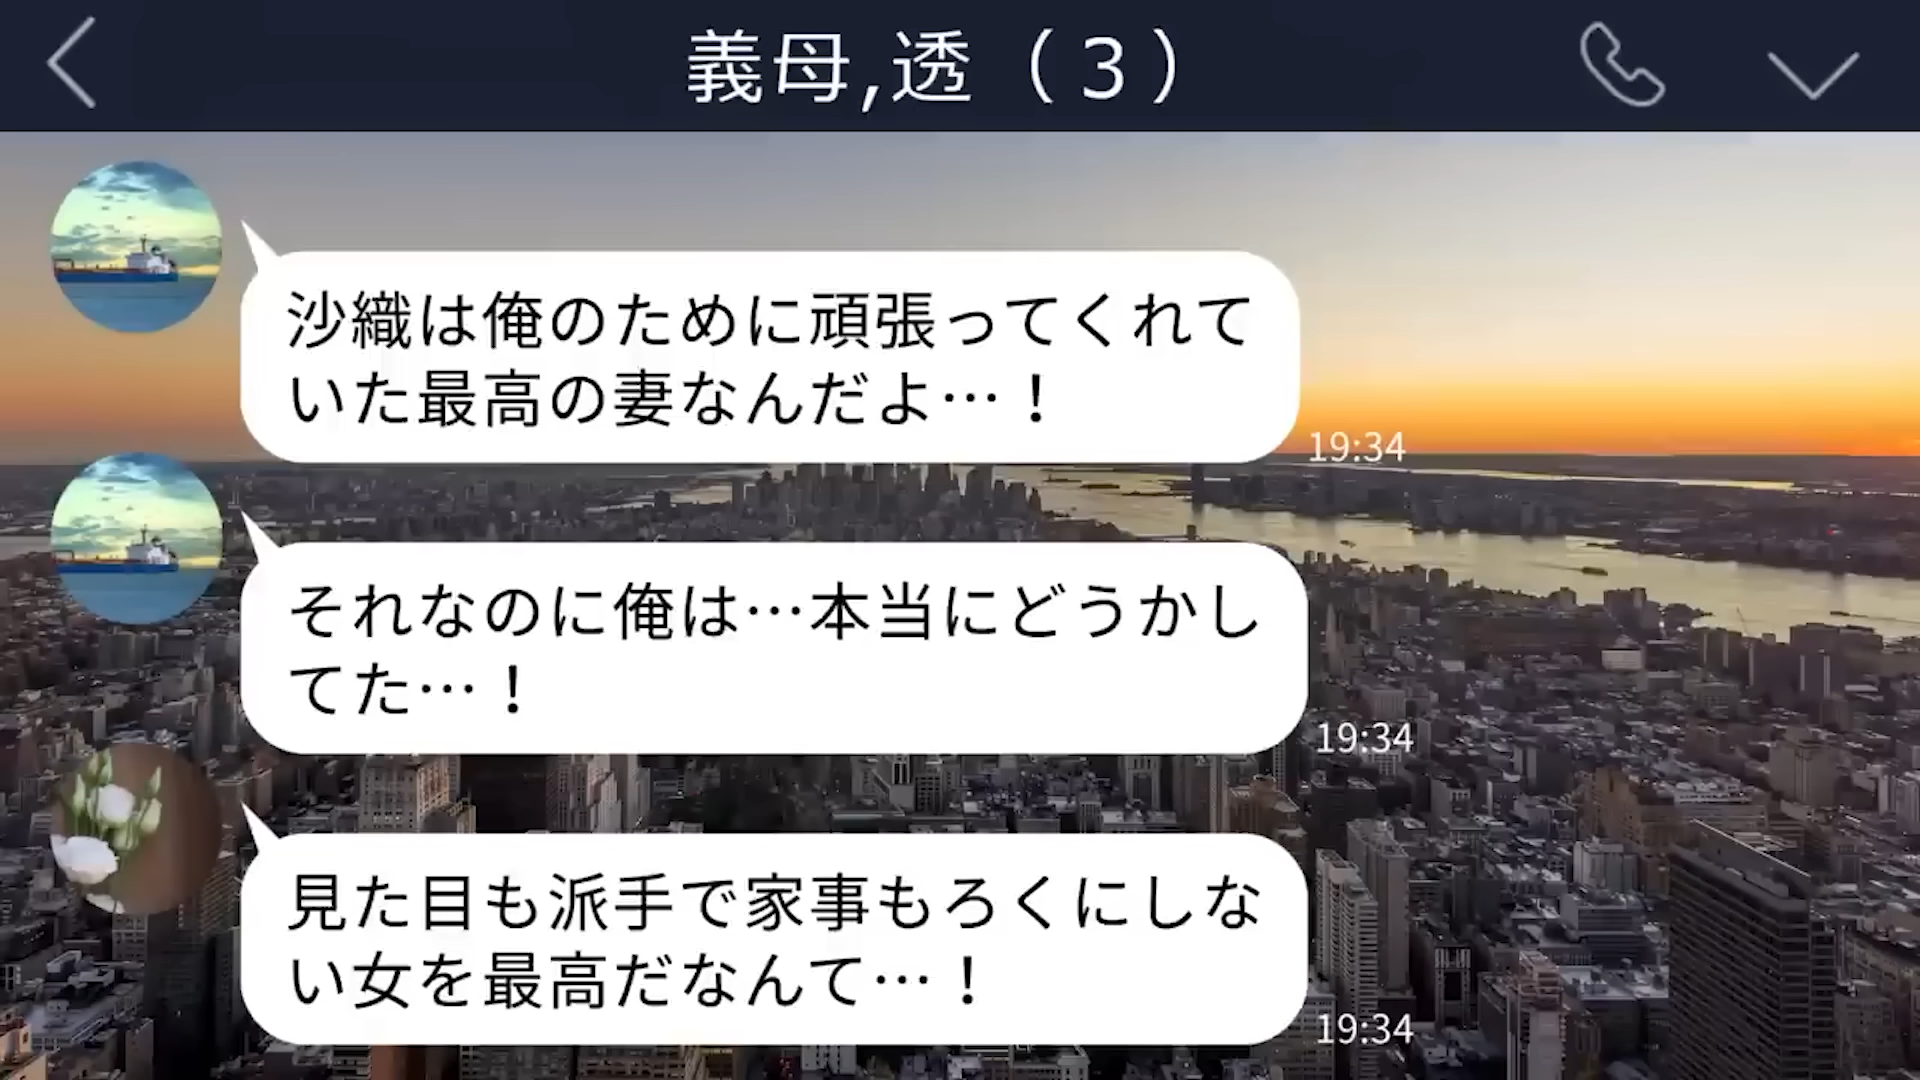 義母,透（3）
沙織は俺のために頑張ってくれて
いた最高の妻なんだよ…！
19:34
それなのに俺は…本当にどうかし
てた…！
19:34
見た目も派手で家事もろくにしな
い女を最高だなんて…！
19:34